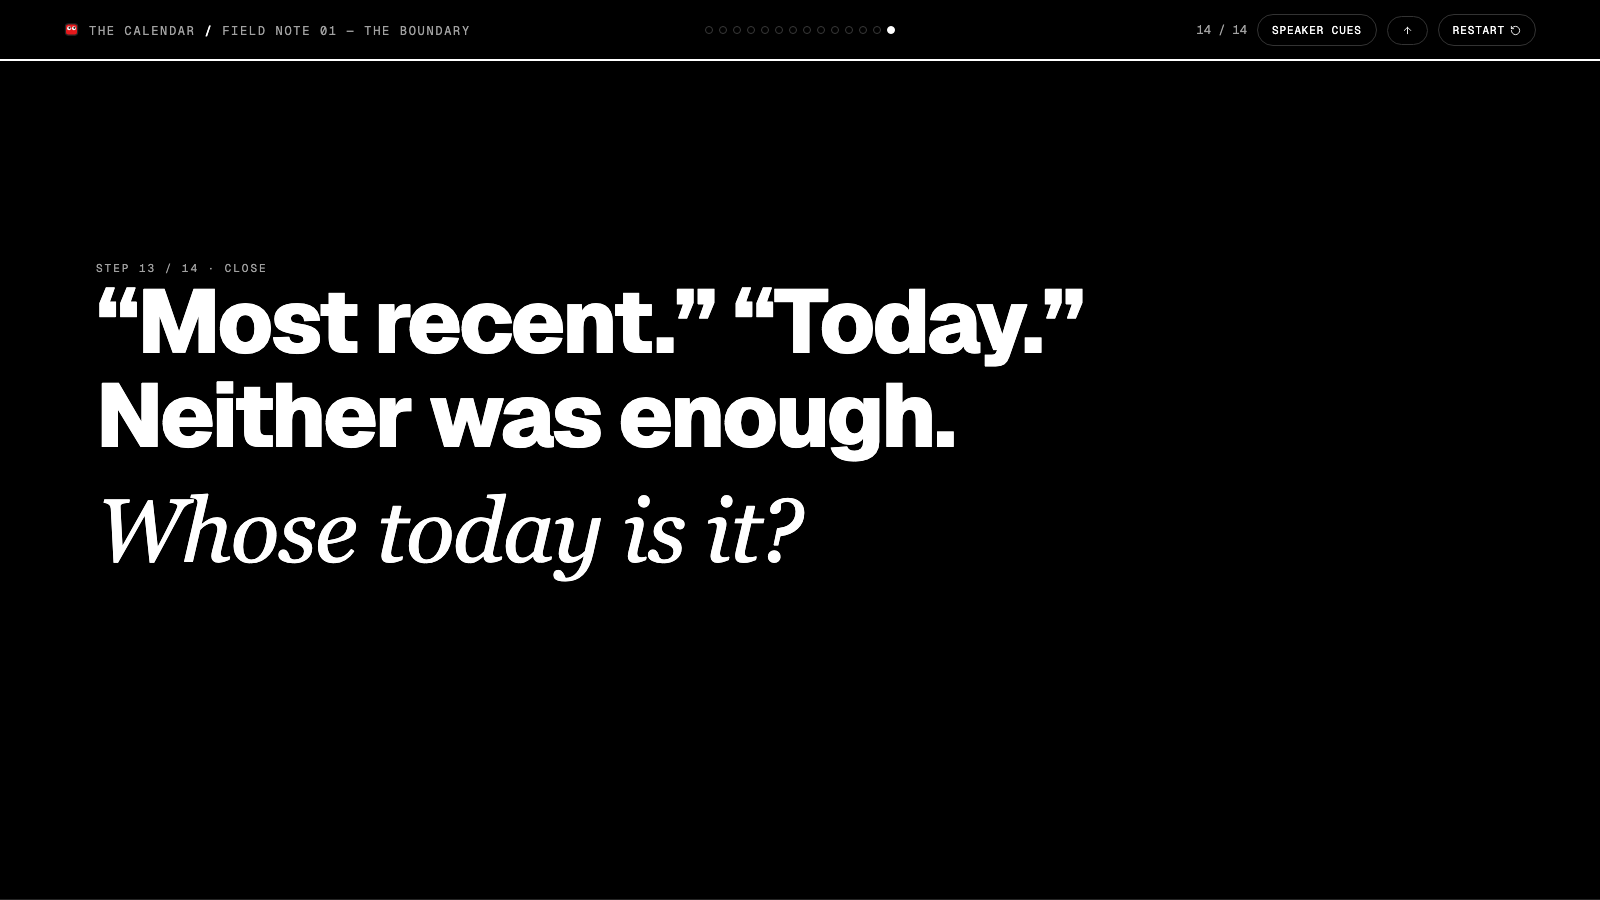 THE CALENDAR / FIELD NOTE 01 — THE BOUNDARY
14 / 14
SPEAKER CUES
↑
RESTART
STEP 13 / 14 · CLOSE
“Most recent.” “Today.”
Neither was enough.
Whose today is it?